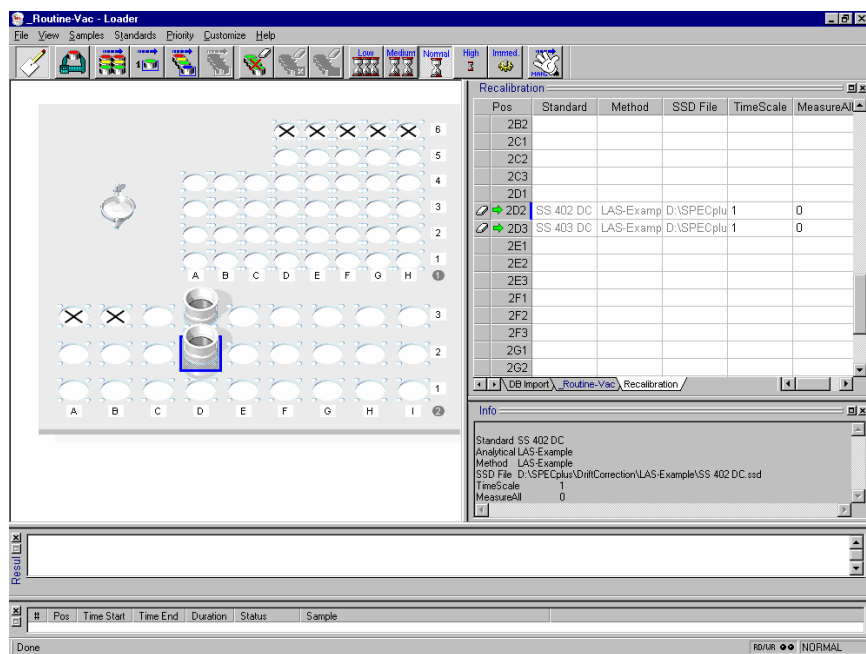 _Routine-Vac - Loader
File View Samples Standards Priority Customize Help
Low Medium Normal High Immed.
1
MANU
6
5
4
3
2
1
A B C D E F G H 1
3
2
1
A B C D E F G H I 2
Recalibration
Pos Standard Method SSD File TimeScale MeasureAll
2B2
2C1
2C2
2C3
2D1
2D2 SS 402 DC LAS-Examp D:\SPECplu 1 0
2D3 SS 403 DC LAS-Examp D:\SPECplu 1 0
2E1
2E2
2E3
2F1
2F2
2F3
2G1
2G2
DB Import _Routine-Vac Recalibration
Info
Standard SS 402 DC
Analytical LAS-Example
Method LAS-Example
SSD File D:\SPECplus\DriftCorrection\LAS-Example\SS 402 DC.ssd
TimeScale 1
MeasureAll 0
Resul
# Pos Time Start Time End Duration Status Sample
Done RD/UR NORMAL